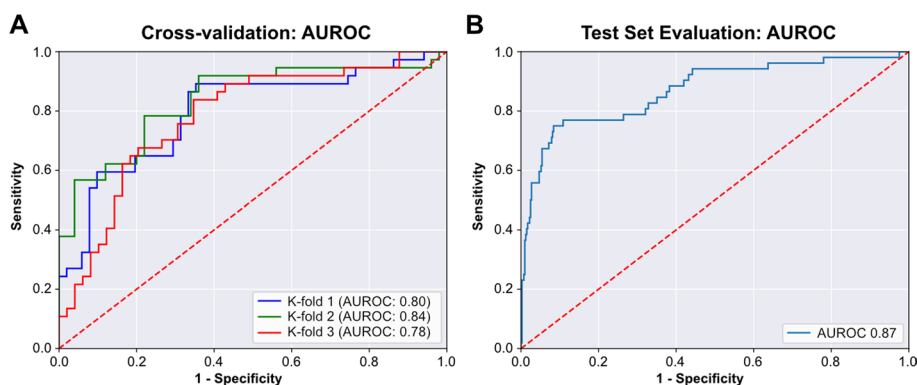 A
Cross-validation: AUROC
1.0
0.8
0.6
0.4
0.2
0.0
Sensitivity
K-fold 1 (AUROC: 0.80)
K-fold 2 (AUROC: 0.84)
K-fold 3 (AUROC: 0.78)
0.0 0.2 0.4 0.6 0.8 1.0
1 - Specificity
B
Test Set Evaluation: AUROC
1.0
0.8
0.6
0.4
0.2
0.0
Sensitivity
AUROC 0.87
0.0 0.2 0.4 0.6 0.8 1.0
1 - Specificity